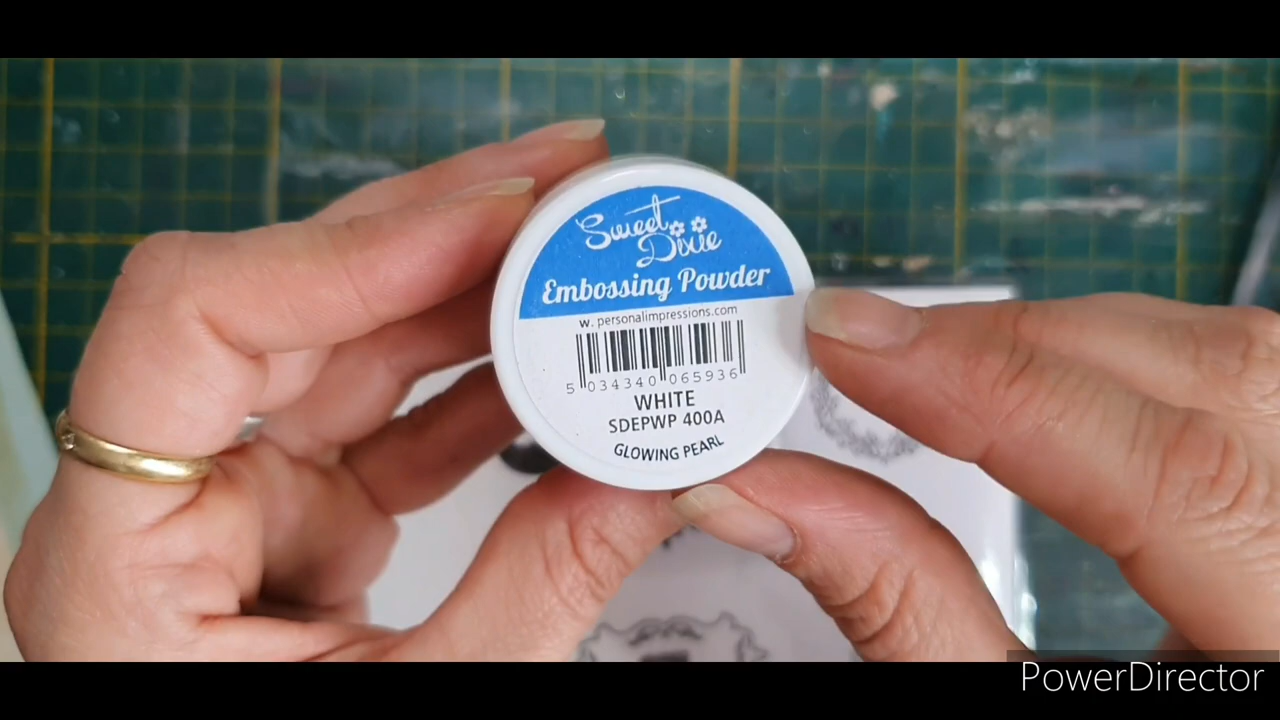 Sweet
Dixie
Embossing Powder
w. personalimpressions.com
5 034340 065936
WHITE
SDEPWP 400A
GLOWING PEARL
PowerDirector